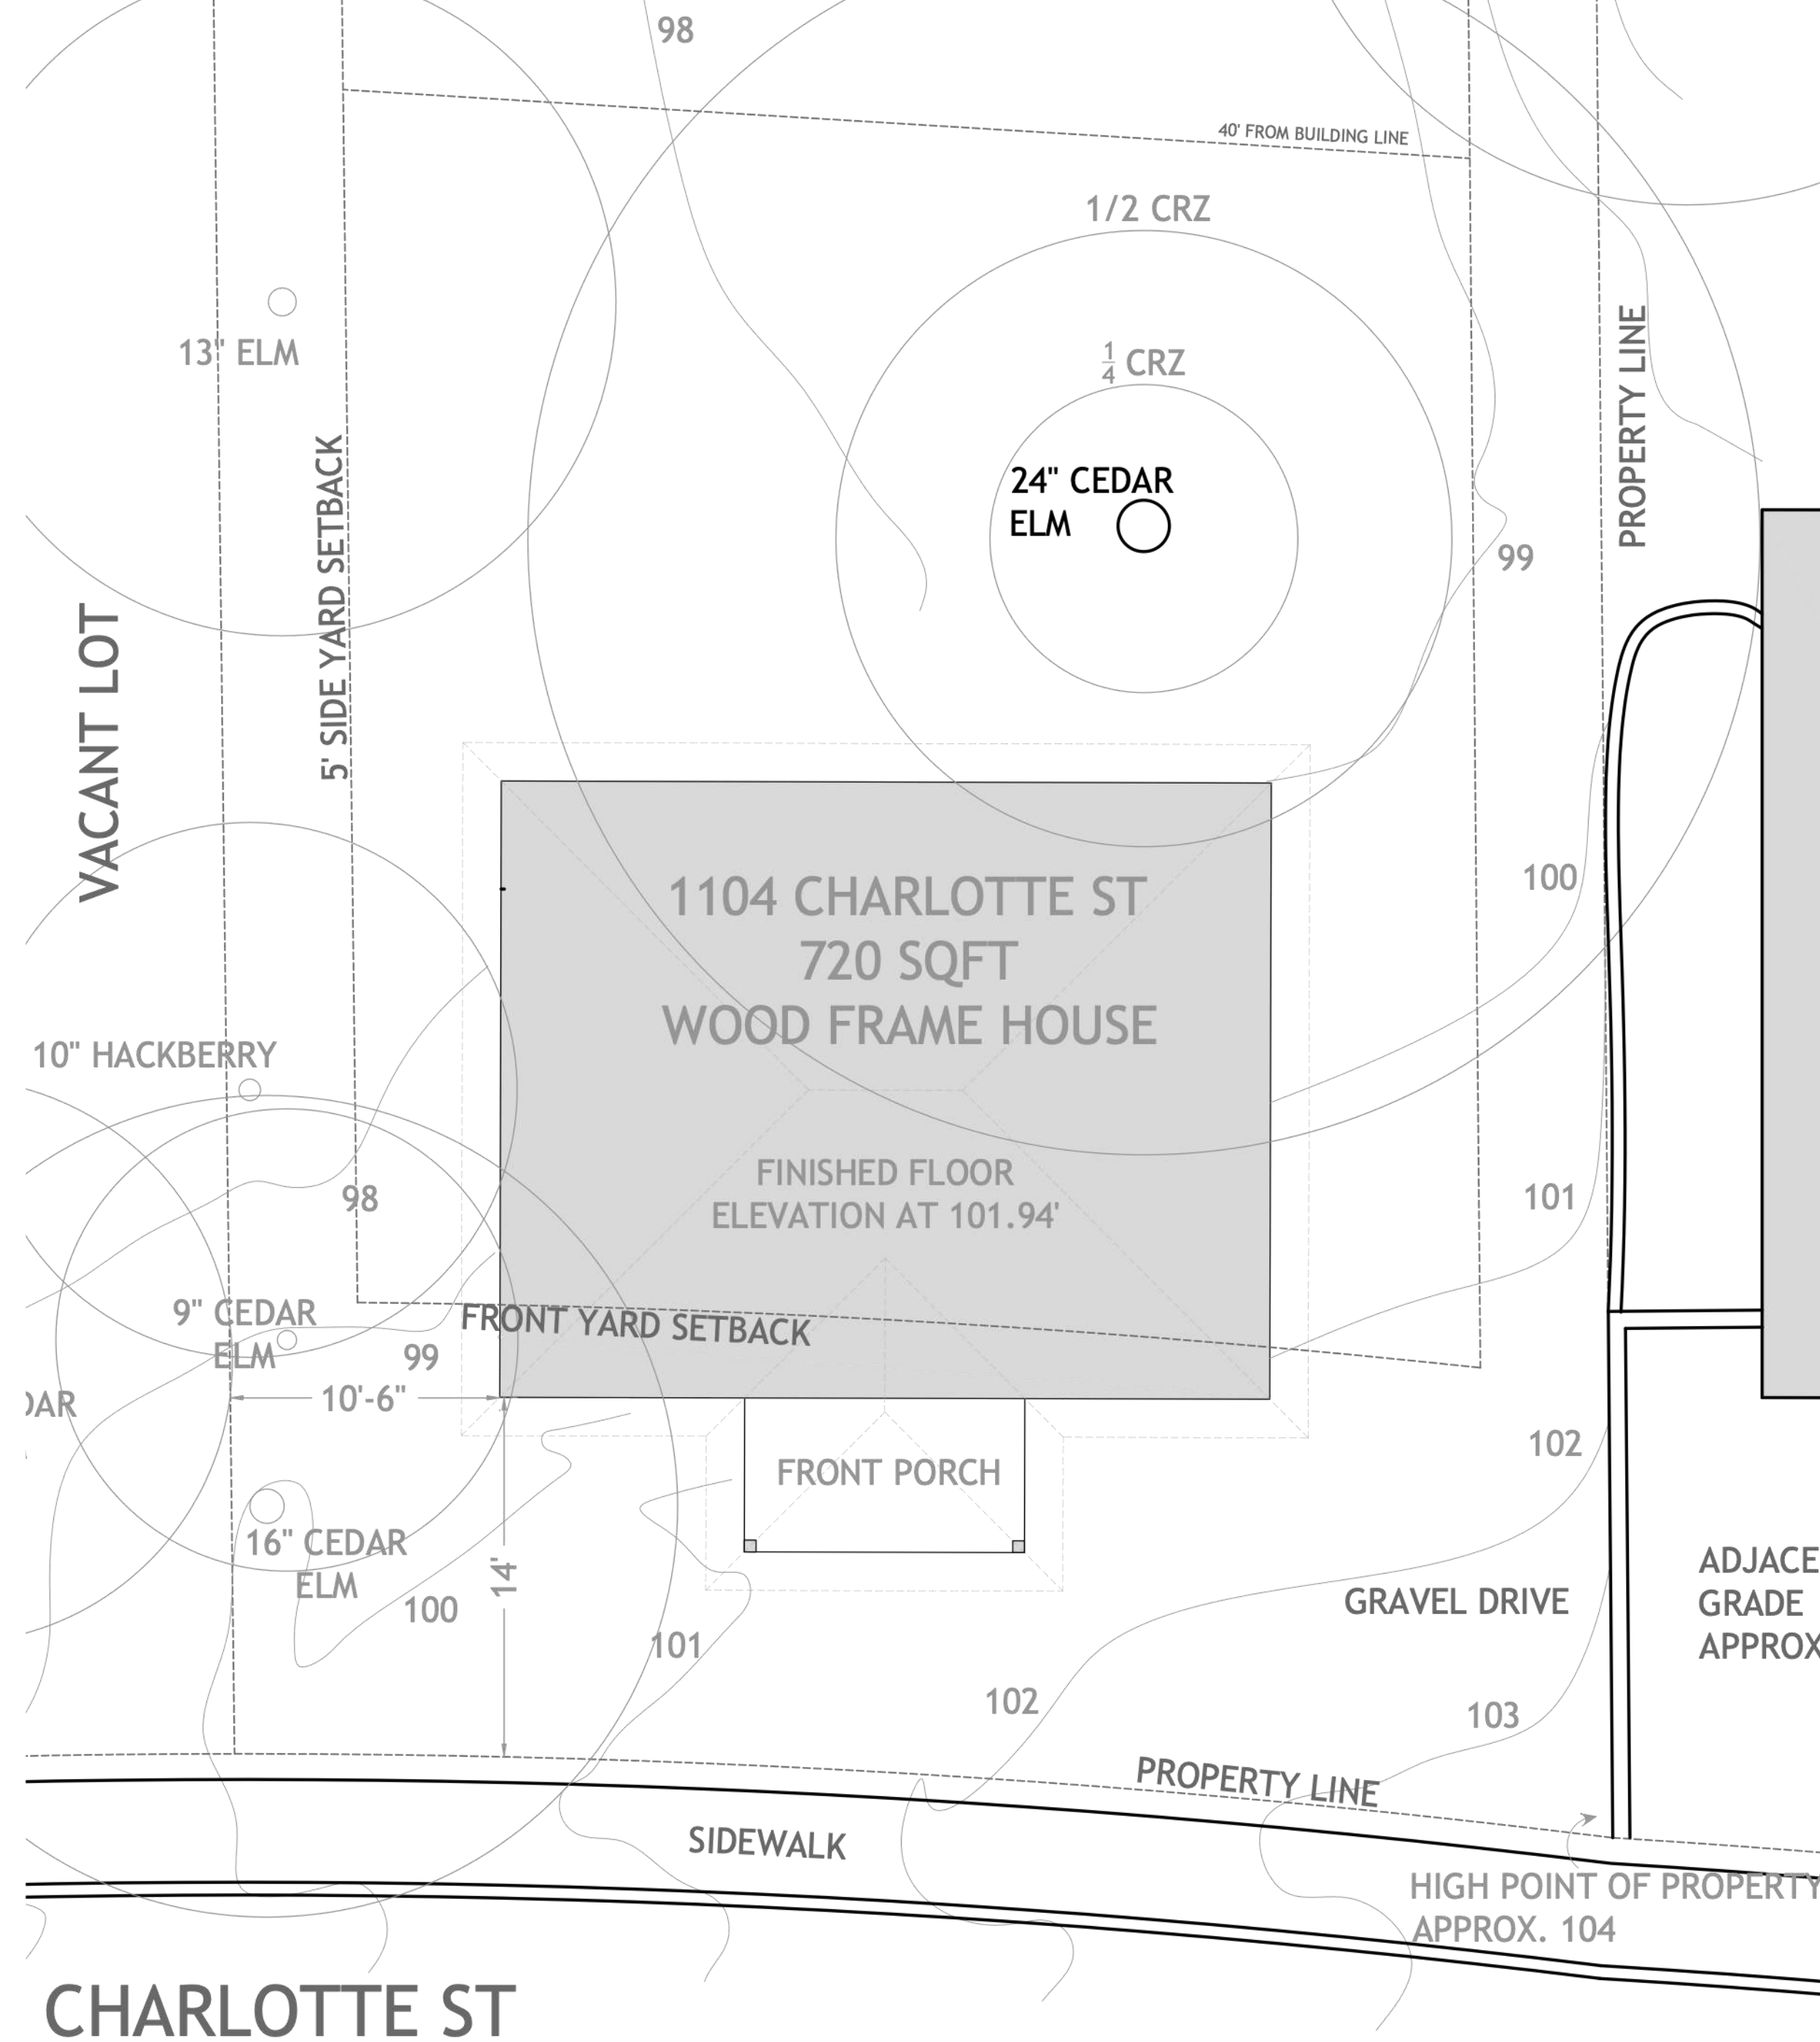 98
40' FROM BUILDING LINE
1/2 CRZ
13" ELM
1/4 CRZ
PROPERTY LINE
24" CEDAR
ELM
5' SIDE YARD SETBACK
99
VACANT LOT
1104 CHARLOTTE ST
720 SQFT
WOOD FRAME HOUSE
100
10" HACKBERRY
FINISHED FLOOR
ELEVATION AT 101.94'
98
101
9" CEDAR
ELM
FRONT YARD SETBACK
99
10'-6"
DAR
102
FRONT PORCH
16" CEDAR
ELM
14'
100
101
GRAVEL DRIVE
ADJACE
GRADE
APPROX
102
103
PROPERTY LINE
SIDEWALK
HIGH POINT OF PROPERTY
APPROX. 104
CHARLOTTE ST